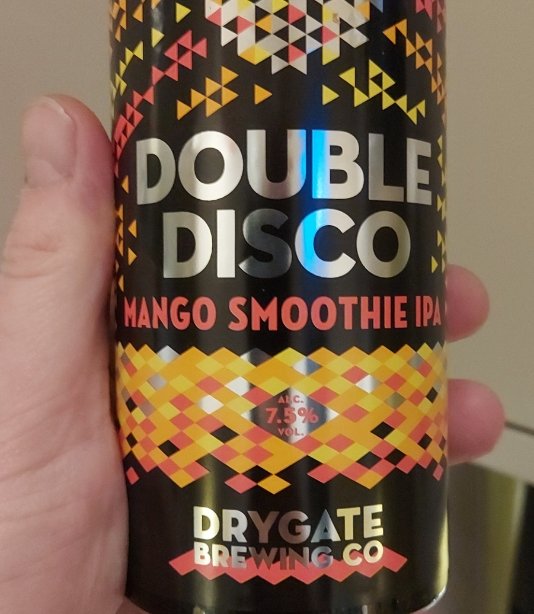 DOUBLE
DISCO
MANGO SMOOTHIE IPA
ALC.
7.5%
VOL.
DRYGATE
BREWING CO